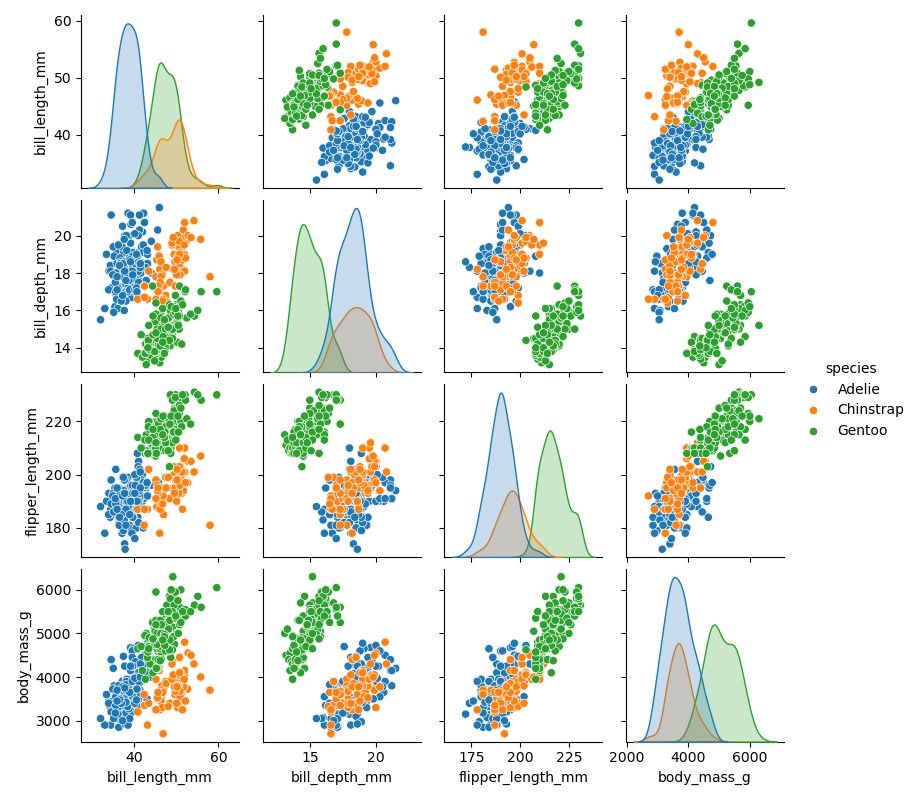 60
50
40
bill_length_mm
20
18
16
14
bill_depth_mm
220
200
180
flipper_length_mm
6000
5000
4000
3000
body_mass_g
40 60
bill_length_mm
15 20
bill_depth_mm
175 200 225
flipper_length_mm
2000 4000 6000
body_mass_g
species
Adelie
Chinstrap
Gentoo